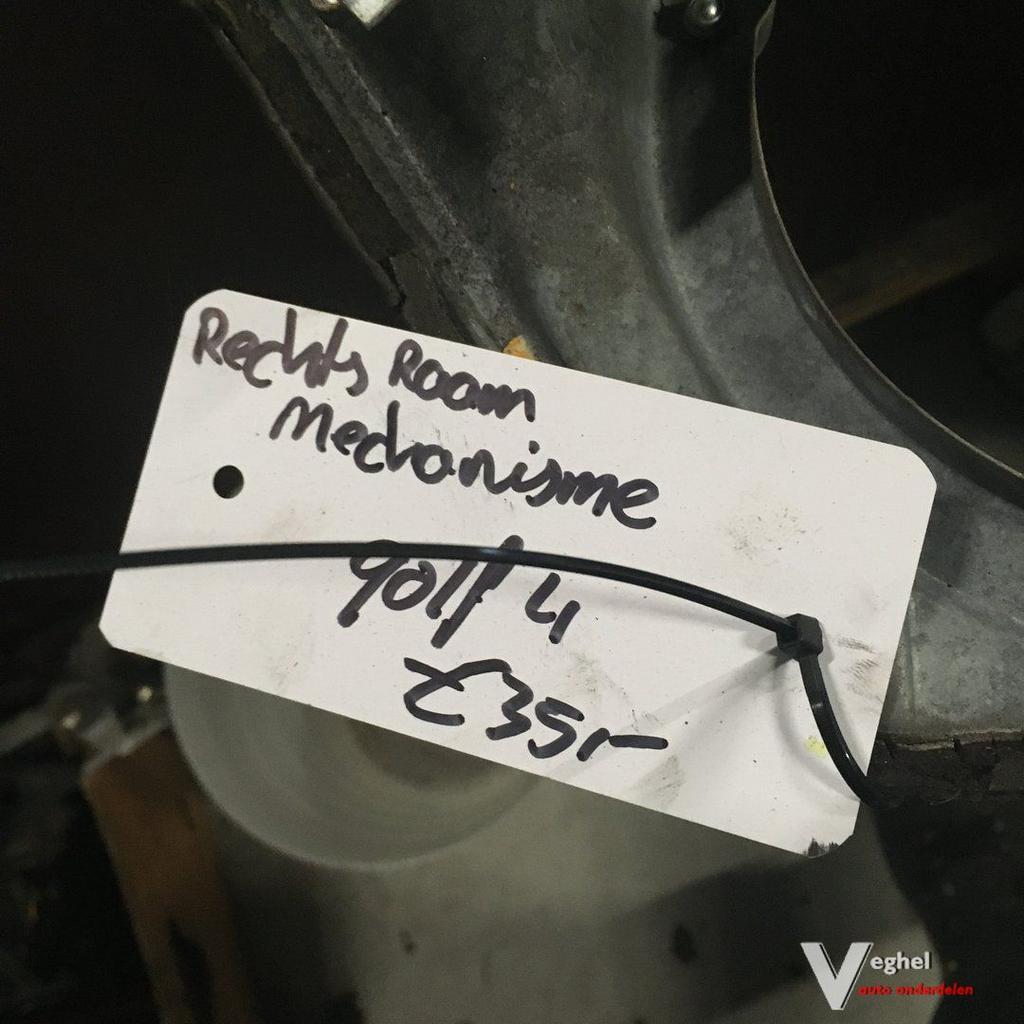 Rechts Raam
Mechanisme
golf 4
€35,-
Veghel
auto onderdelen